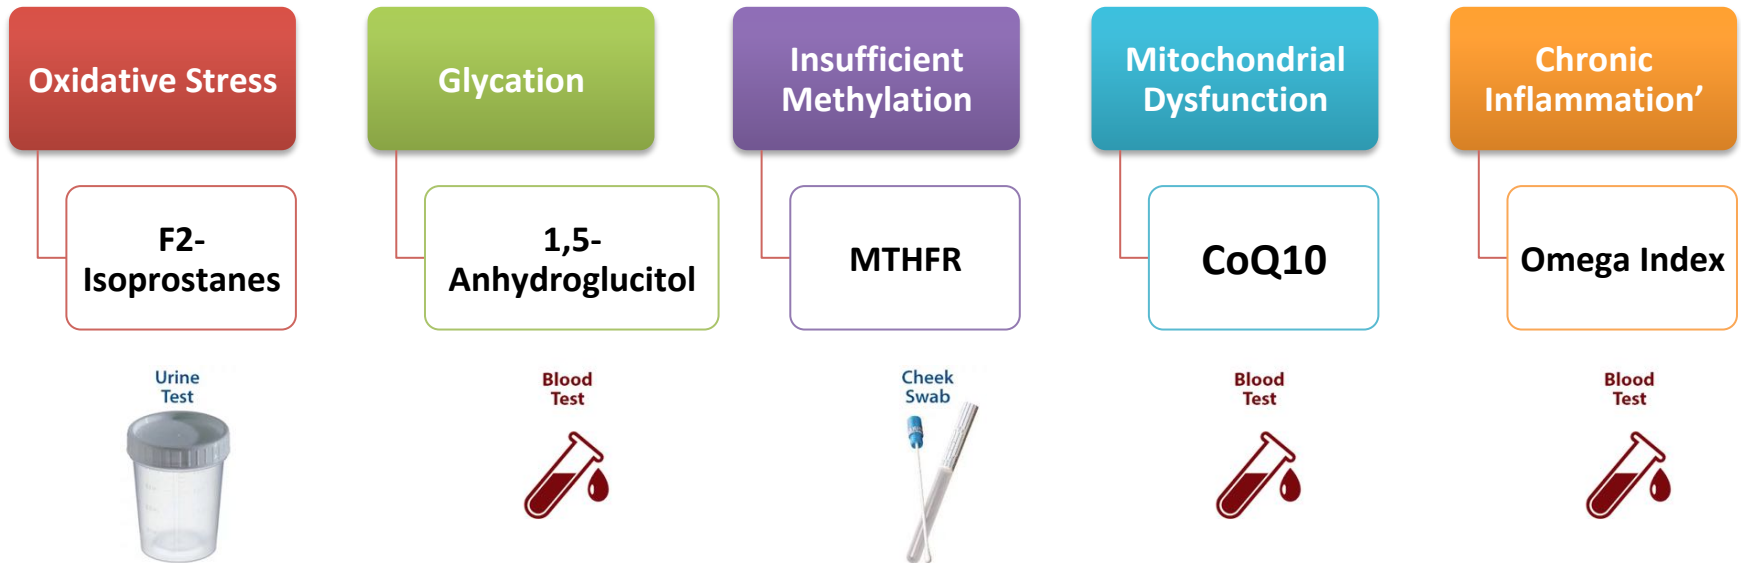 Oxidative Stress
Glycation
Insufficient
Methylation
Mitochondrial
Dysfunction
Chronic
Inflammation’
F2-
Isoprostanes
1,5-
Anhydroglucitol
MTHFR
CoQ10
Omega Index
Urine
Test
Blood
Test
Cheek
Swab
Blood
Test
Blood
Test